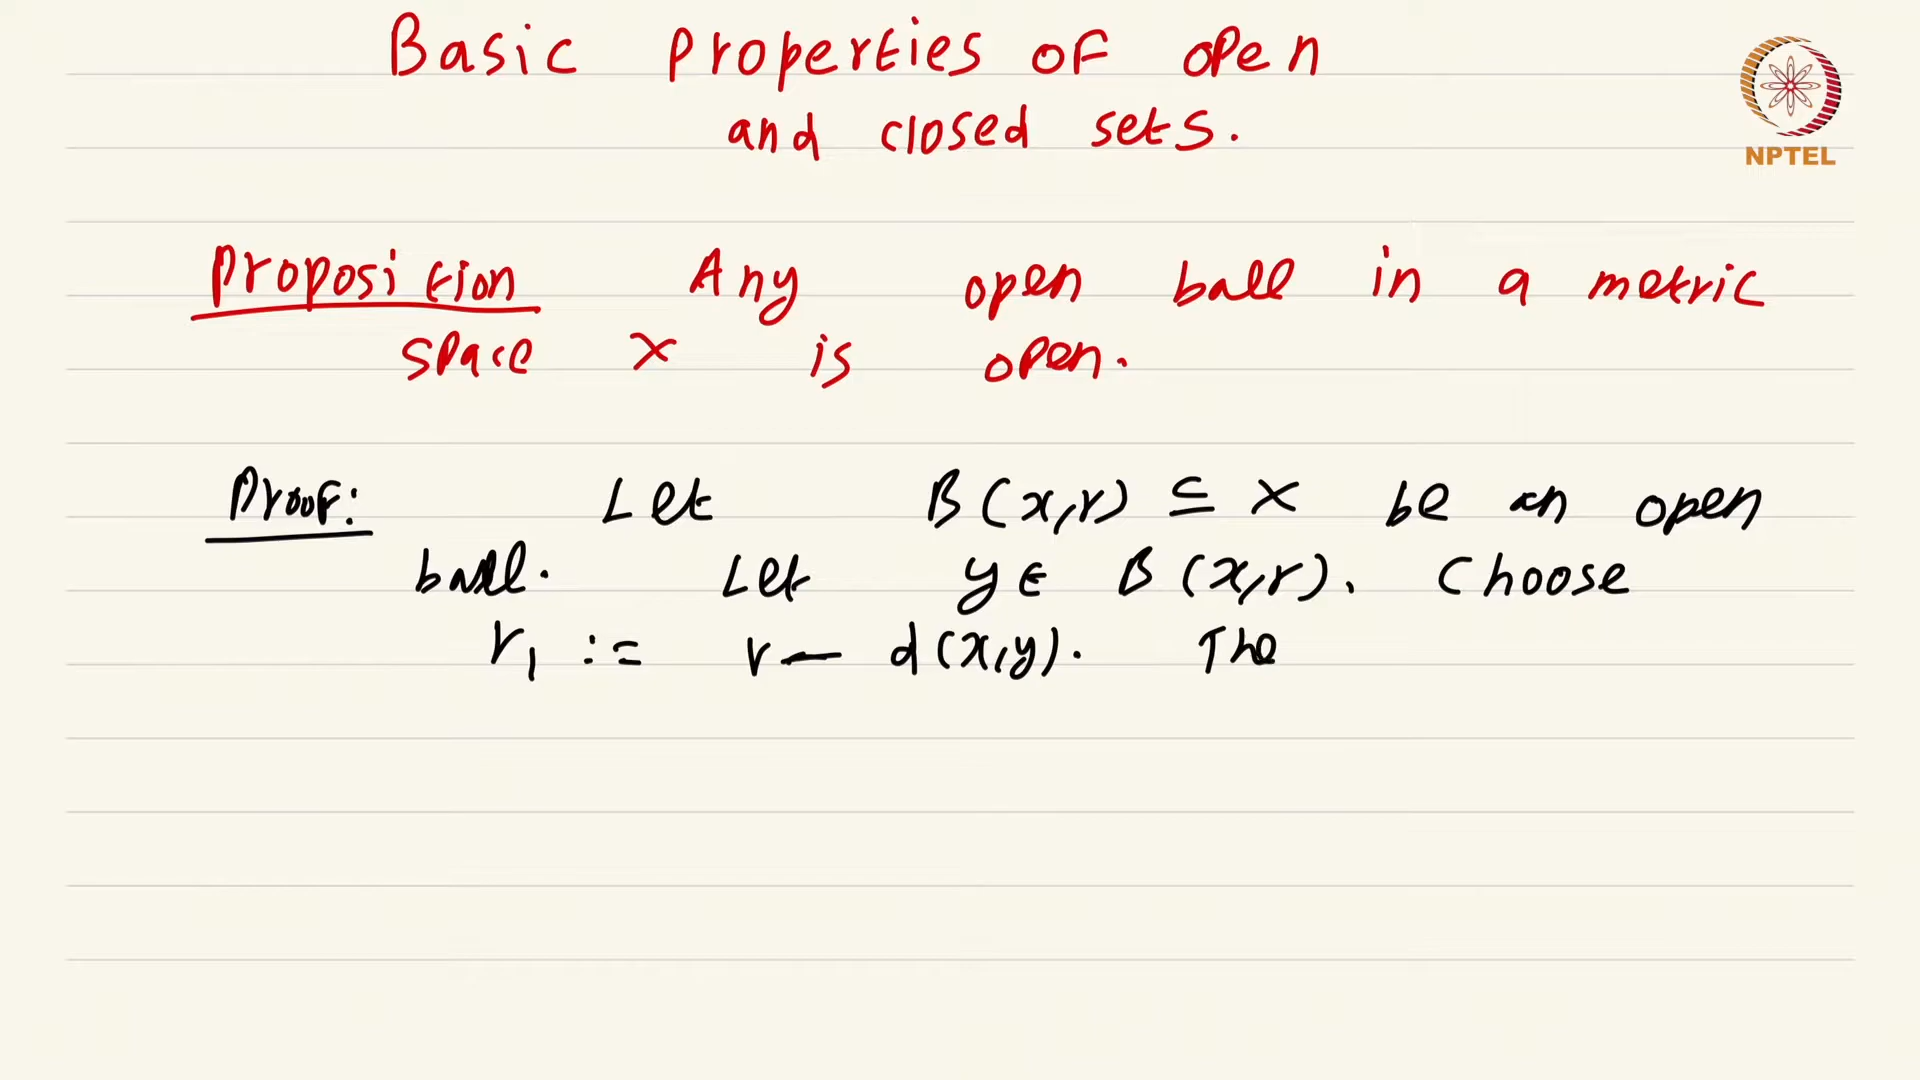 Basic Properties of open
and closed sets.
NPTEL
Proposition Any open ball in a metric
space X is open.
Proof: Let B(x,r) ⊆ X be an open
ball. Let y ∈ B(x,r). Choose
r₁ := r - d(x,y). The